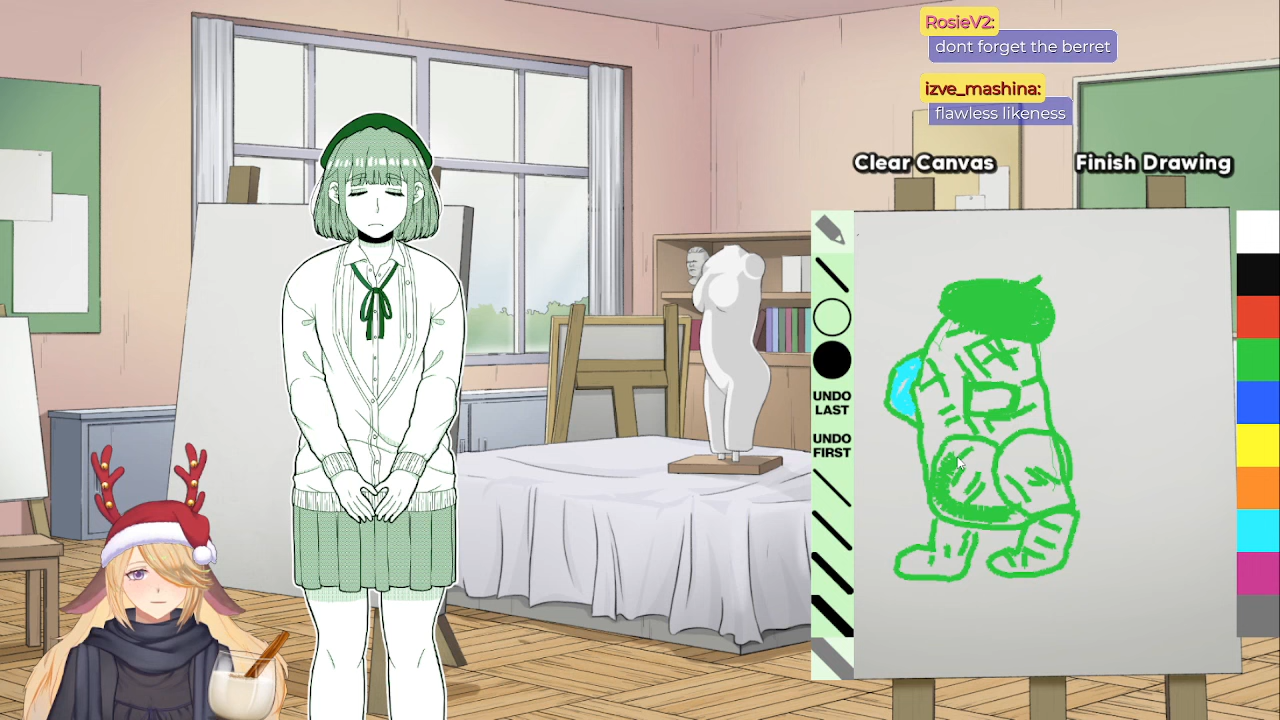 RosieV2:
dont forget the berret
izve_mashina:
flawless likeness
Clear Canvas
Finish Drawing
UNDO
LAST
UNDO
FIRST